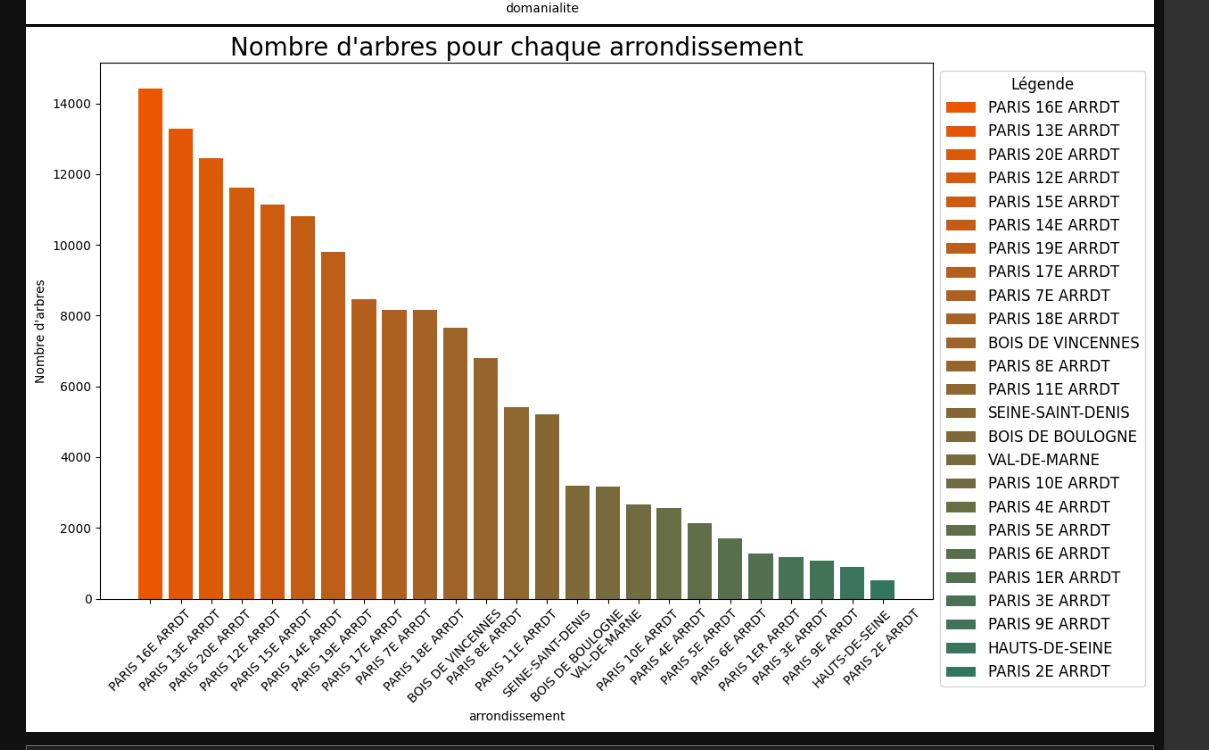 domanialite
Nombre d'arbres pour chaque arrondissement
Nombre d'arbres
14000
12000
10000
8000
6000
4000
2000
0
PARIS 16E ARRDT
PARIS 13E ARRDT
PARIS 20E ARRDT
PARIS 12E ARRDT
PARIS 15E ARRDT
PARIS 14E ARRDT
PARIS 19E ARRDT
PARIS 17E ARRDT
PARIS 7E ARRDT
PARIS 18E ARRDT
BOIS DE VINCENNES
PARIS 8E ARRDT
PARIS 11E ARRDT
SEINE-SAINT-DENIS
BOIS DE BOULOGNE
VAL-DE-MARNE
PARIS 10E ARRDT
PARIS 4E ARRDT
PARIS 5E ARRDT
PARIS 6E ARRDT
PARIS 1ER ARRDT
PARIS 3E ARRDT
PARIS 9E ARRDT
HAUTS-DE-SEINE
PARIS 2E ARRDT
arrondissement
Légende
PARIS 16E ARRDT
PARIS 13E ARRDT
PARIS 20E ARRDT
PARIS 12E ARRDT
PARIS 15E ARRDT
PARIS 14E ARRDT
PARIS 19E ARRDT
PARIS 17E ARRDT
PARIS 7E ARRDT
PARIS 18E ARRDT
BOIS DE VINCENNES
PARIS 8E ARRDT
PARIS 11E ARRDT
SEINE-SAINT-DENIS
BOIS DE BOULOGNE
VAL-DE-MARNE
PARIS 10E ARRDT
PARIS 4E ARRDT
PARIS 5E ARRDT
PARIS 6E ARRDT
PARIS 1ER ARRDT
PARIS 3E ARRDT
PARIS 9E ARRDT
HAUTS-DE-SEINE
PARIS 2E ARRDT